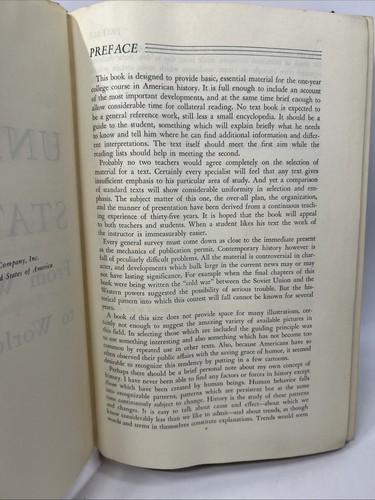 PREFACE
This book is designed to provide basic, essential material for the one-year
college course in American history. It is full enough to include an account
of the most important developments, and at the same time brief enough to
allow considerable time for collateral reading. No text book is expected to
be a general reference work, still less a small encyclopedia. It should be a
guide to the student, something which will explain briefly what he needs
to know and tell him where he can find additional information and differ-
ent interpretations. The text itself should meet the first aim while the
reading lists should help in meeting the second.
Probably no two teachers would agree completely on the selection of
material for a text. Certainly every specialist will feel that any text gives
insufficient emphasis to his particular area of study. And yet a comparison
of standard texts will show considerable uniformity in selection and em-
phasis. The subject matter of this one, the over-all plan, the organization,
and the manner of presentation have been derived from a continuous teach-
ing experience of thirty-five years. It is hoped that the book will appeal
to both teachers and students. When a student likes his text the work of
the instructor is immeasurably easier.
Every general survey must come down as close to the immediate present
as the mechanics of publication permit. Contemporary history however is
full of peculiarly difficult problems. All the material is controversial in char-
acter, and developments which bulk large in the current news may or may
not have lasting significance. For example when the final chapters of this
book were being written the "cold war" between the Soviet Union and the
Western powers suggested the possibility of serious trouble. But the his-
torical pattern into which this contest will fall cannot be known for several
years.
A book of this size does not provide space for many illustrations, cer-
tainly not enough to suggest the amazing variety of available pictures in
this field. In selecting those which are included the guiding principle was
to use something interesting and also something which has not become too
common by repeated use in other texts. Also, because Americans have so
often observed their public affairs with the saving grace of humor, it seemed
desirable to recognize this tendency by putting in a few cartoons.
Perhaps there should be a brief personal note about my own concept of
history. I have never been able to find any factors or forces in history except
those which have been created by human beings. Human behavior falls
into recognizable patterns, patterns which are persistent but at the same
time continuously subject to change. History is the study of these patterns
and changes. It is easy to talk about cause and effect—about which we
know considerably less than we like to admit—and about trends, as though
words and terms in themselves constitute explanations. Trends would seem
v
UNI
STA
From
to World
Company, Inc.
d States of America